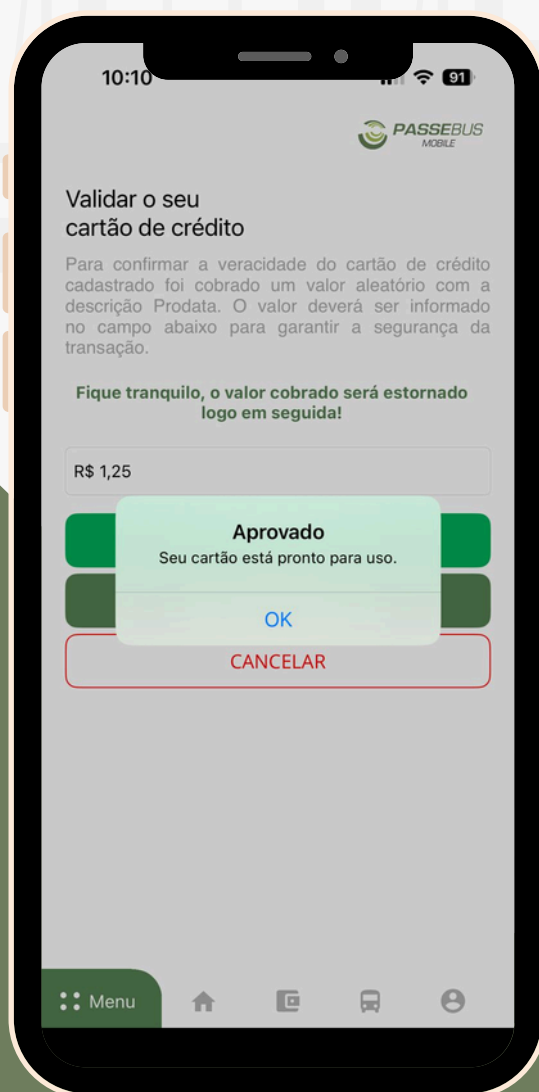 10:10
91
PASSEBUS
MOBILE
Validar o seu
cartão de crédito
Para confirmar a veracidade do cartão de crédito
cadastrado foi cobrado um valor aleatório com a
descrição Prodata. O valor deverá ser informado
no campo abaixo para garantir a segurança da
transação.
Fique tranquilo, o valor cobrado será estornado
logo em seguida!
R$ 1,25
Aprovado
Seu cartão está pronto para uso.
OK
CANCELAR
Menu